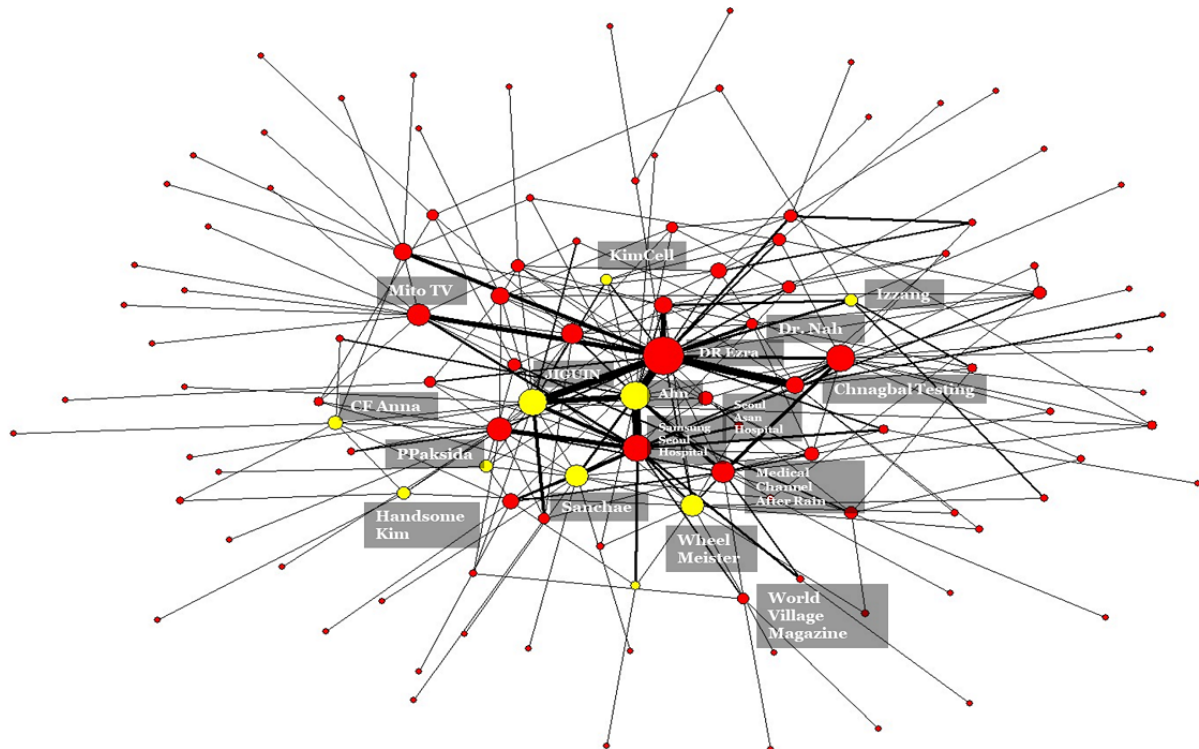 KimCell
Mito TV
Izzang
Dr. Nah
DR Ezra
JIGUIN
Ahn
Chnagbal Testing
CF Anna
Seoul
Asan
Hospital
Samsung
Seoul
Hospital
PPaksida
Medical
Channel
After Rain
Sanchae
Handsome
Kim
Wheel
Meister
World
Village
Magazine